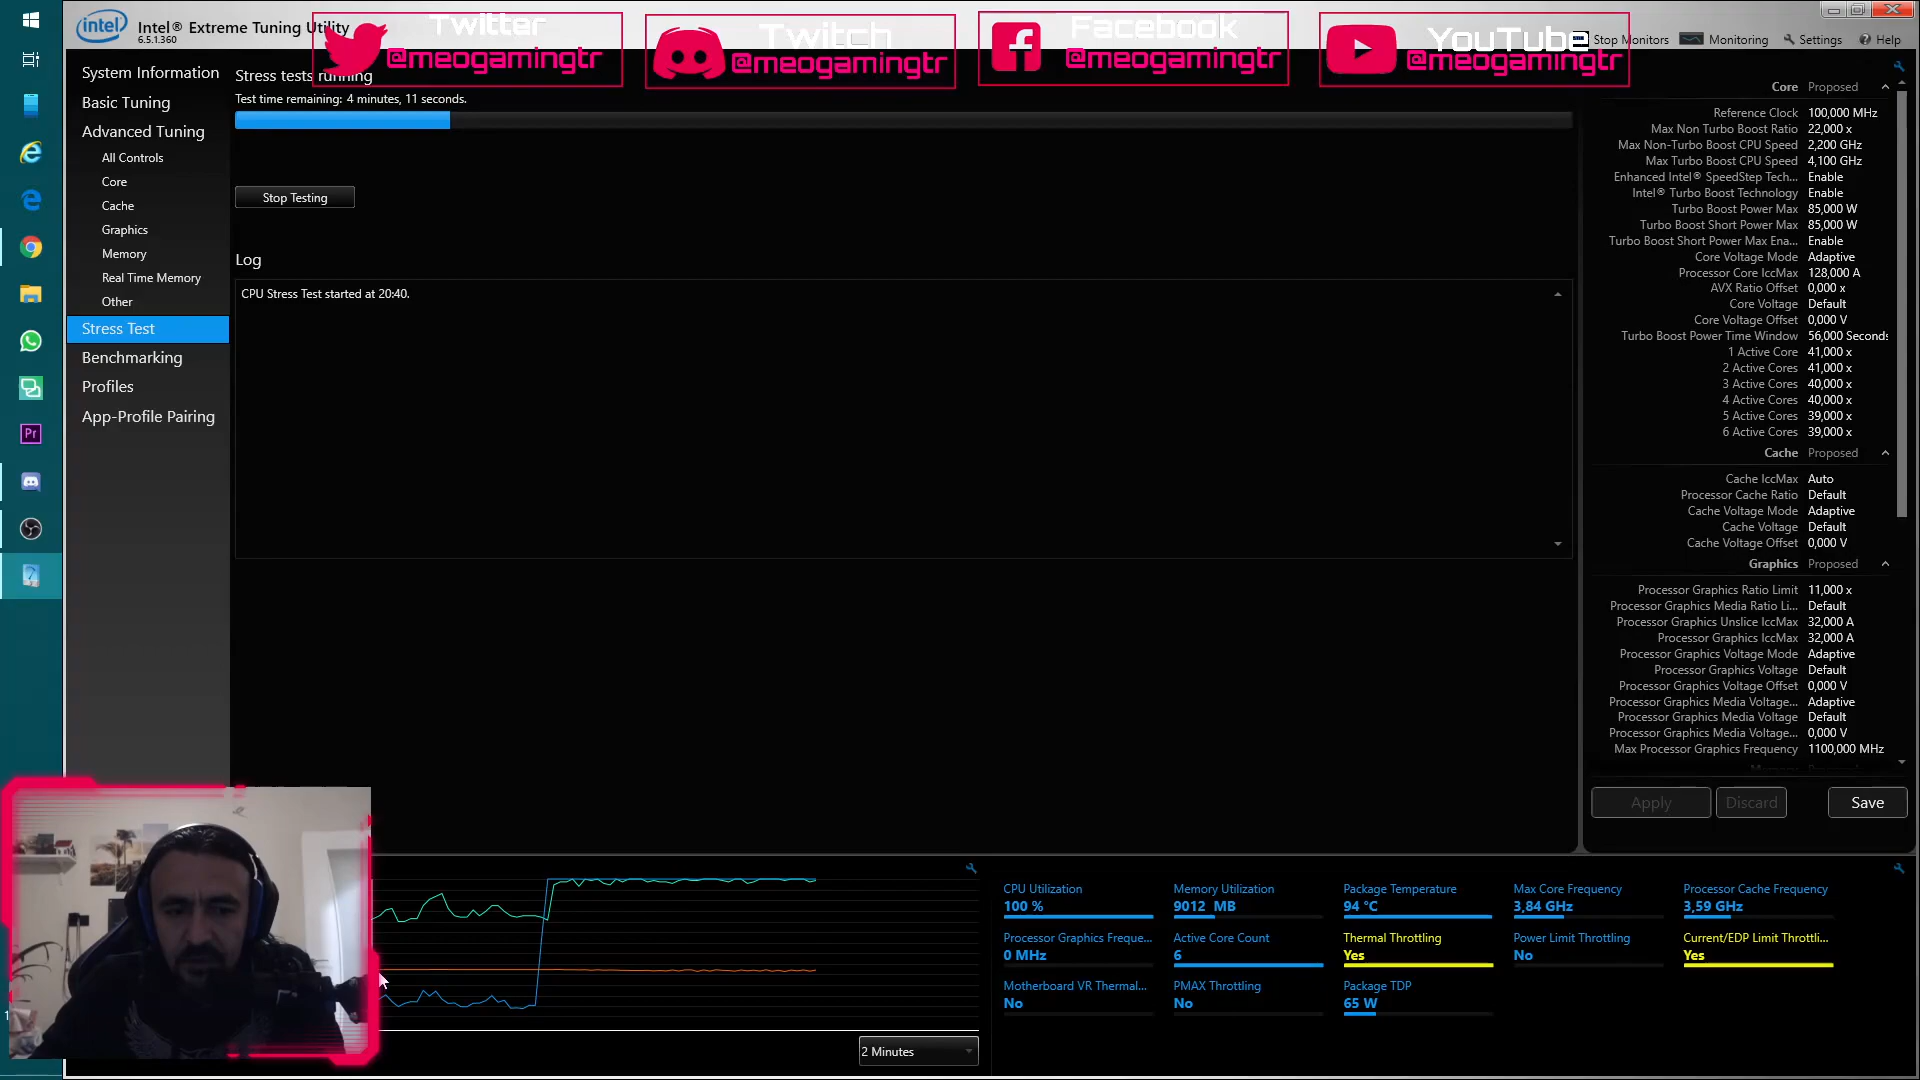 intel
Intel® Extreme Tuning Utility
6.5.1.360
Twitter
@meogamingtr
Twitch
@meogamingtr
Facebook
@meogamingtr
YouTube
@meogamingtr
Stop Monitors
Monitoring
Settings
Help
System Information
Basic Tuning
Advanced Tuning
All Controls
Core
Cache
Graphics
Memory
Real Time Memory
Other
Stress Test
Benchmarking
Profiles
App-Profile Pairing
Pr
Stress tests running
Test time remaining: 4 minutes, 11 seconds.
Stop Testing
Log
CPU Stress Test started at 20:40.
Core Proposed
Reference Clock 100,000 MHz
Max Non Turbo Boost Ratio 22,000 x
Max Non-Turbo Boost CPU Speed 2,200 GHz
Max Turbo Boost CPU Speed 4,100 GHz
Enhanced Intel® SpeedStep Tech... Enable
Intel® Turbo Boost Technology Enable
Turbo Boost Power Max 85,000 W
Turbo Boost Short Power Max 85,000 W
Turbo Boost Short Power Max Ena... Enable
Core Voltage Mode Adaptive
Processor Core IccMax 128,000 A
AVX Ratio Offset 0,000 x
Core Voltage Default
Core Voltage Offset 0,000 V
Turbo Boost Power Time Window 56,000 Seconds
1 Active Core 41,000 x
2 Active Cores 41,000 x
3 Active Cores 40,000 x
4 Active Cores 40,000 x
5 Active Cores 39,000 x
6 Active Cores 39,000 x
Cache Proposed
Cache IccMax Auto
Processor Cache Ratio Default
Cache Voltage Mode Adaptive
Cache Voltage Default
Cache Voltage Offset 0,000 V
Graphics Proposed
Processor Graphics Ratio Limit 11,000 x
Processor Graphics Media Ratio Li... Default
Processor Graphics Unslice IccMax 32,000 A
Processor Graphics IccMax 32,000 A
Processor Graphics Voltage Mode Adaptive
Processor Graphics Voltage Default
Processor Graphics Voltage Offset 0,000 V
Processor Graphics Media Voltage... Adaptive
Processor Graphics Media Voltage Default
Processor Graphics Media Voltage... 0,000 V
Max Processor Graphics Frequency 1100,000 MHz
Apply
Discard
Save
2 Minutes
CPU Utilization
100 %
Memory Utilization
9012 MB
Package Temperature
94 °C
Max Core Frequency
3,84 GHz
Processor Cache Frequency
3,59 GHz
Processor Graphics Freque...
0 MHz
Active Core Count
6
Thermal Throttling
Yes
Power Limit Throttling
No
Current/EDP Limit Throttli...
Yes
Motherboard VR Thermal...
No
PMAX Throttling
No
Package TDP
65 W